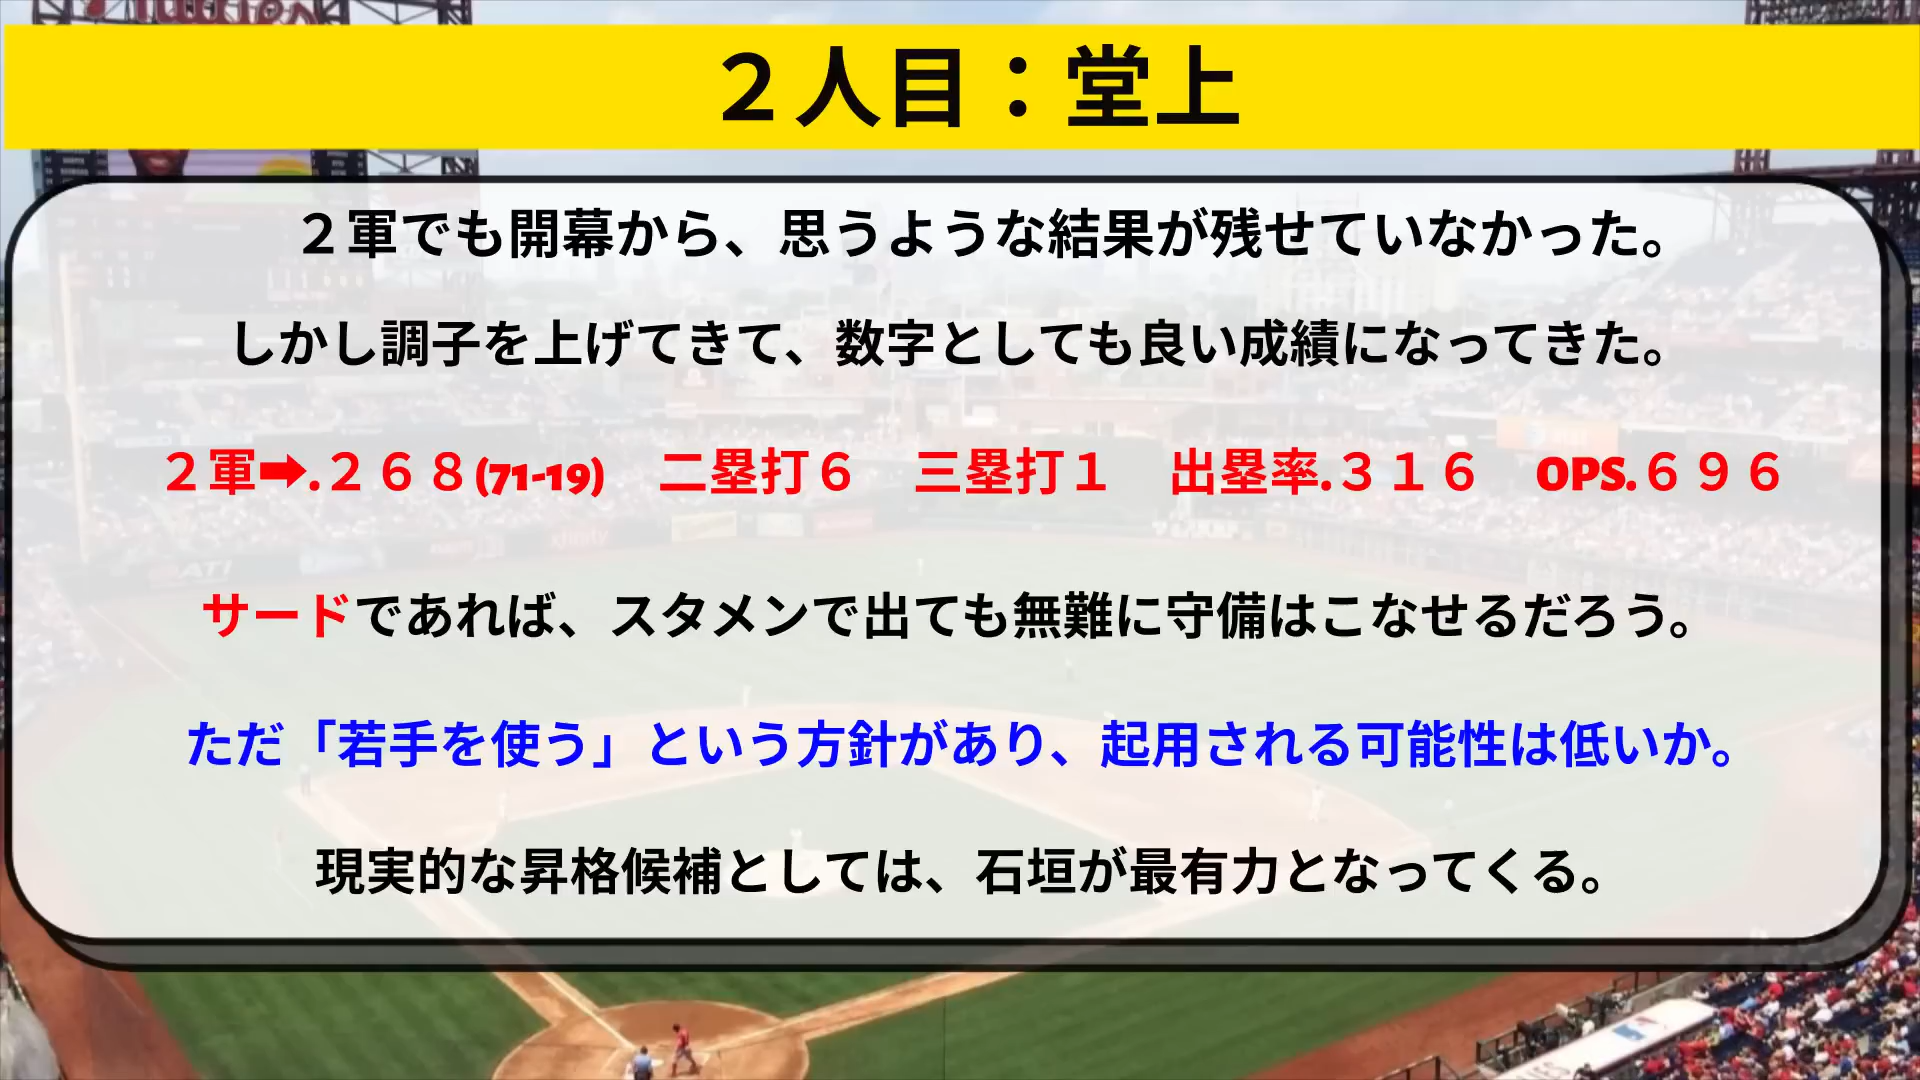 Phillies
２人目：堂上
２軍でも開幕から、思うような結果が残せていなかった。
しかし調子を上げてきて、数字としても良い成績になってきた。
２軍➡.２６８(71-19)　二塁打６　三塁打１　出塁率.３１６　OPS.６９６
サードであれば、スタメンで出ても無難に守備はこなせるだろう。
ただ「若手を使う」という方針があり、起用される可能性は低いか。
現実的な昇格候補としては、石垣が最有力となってくる。